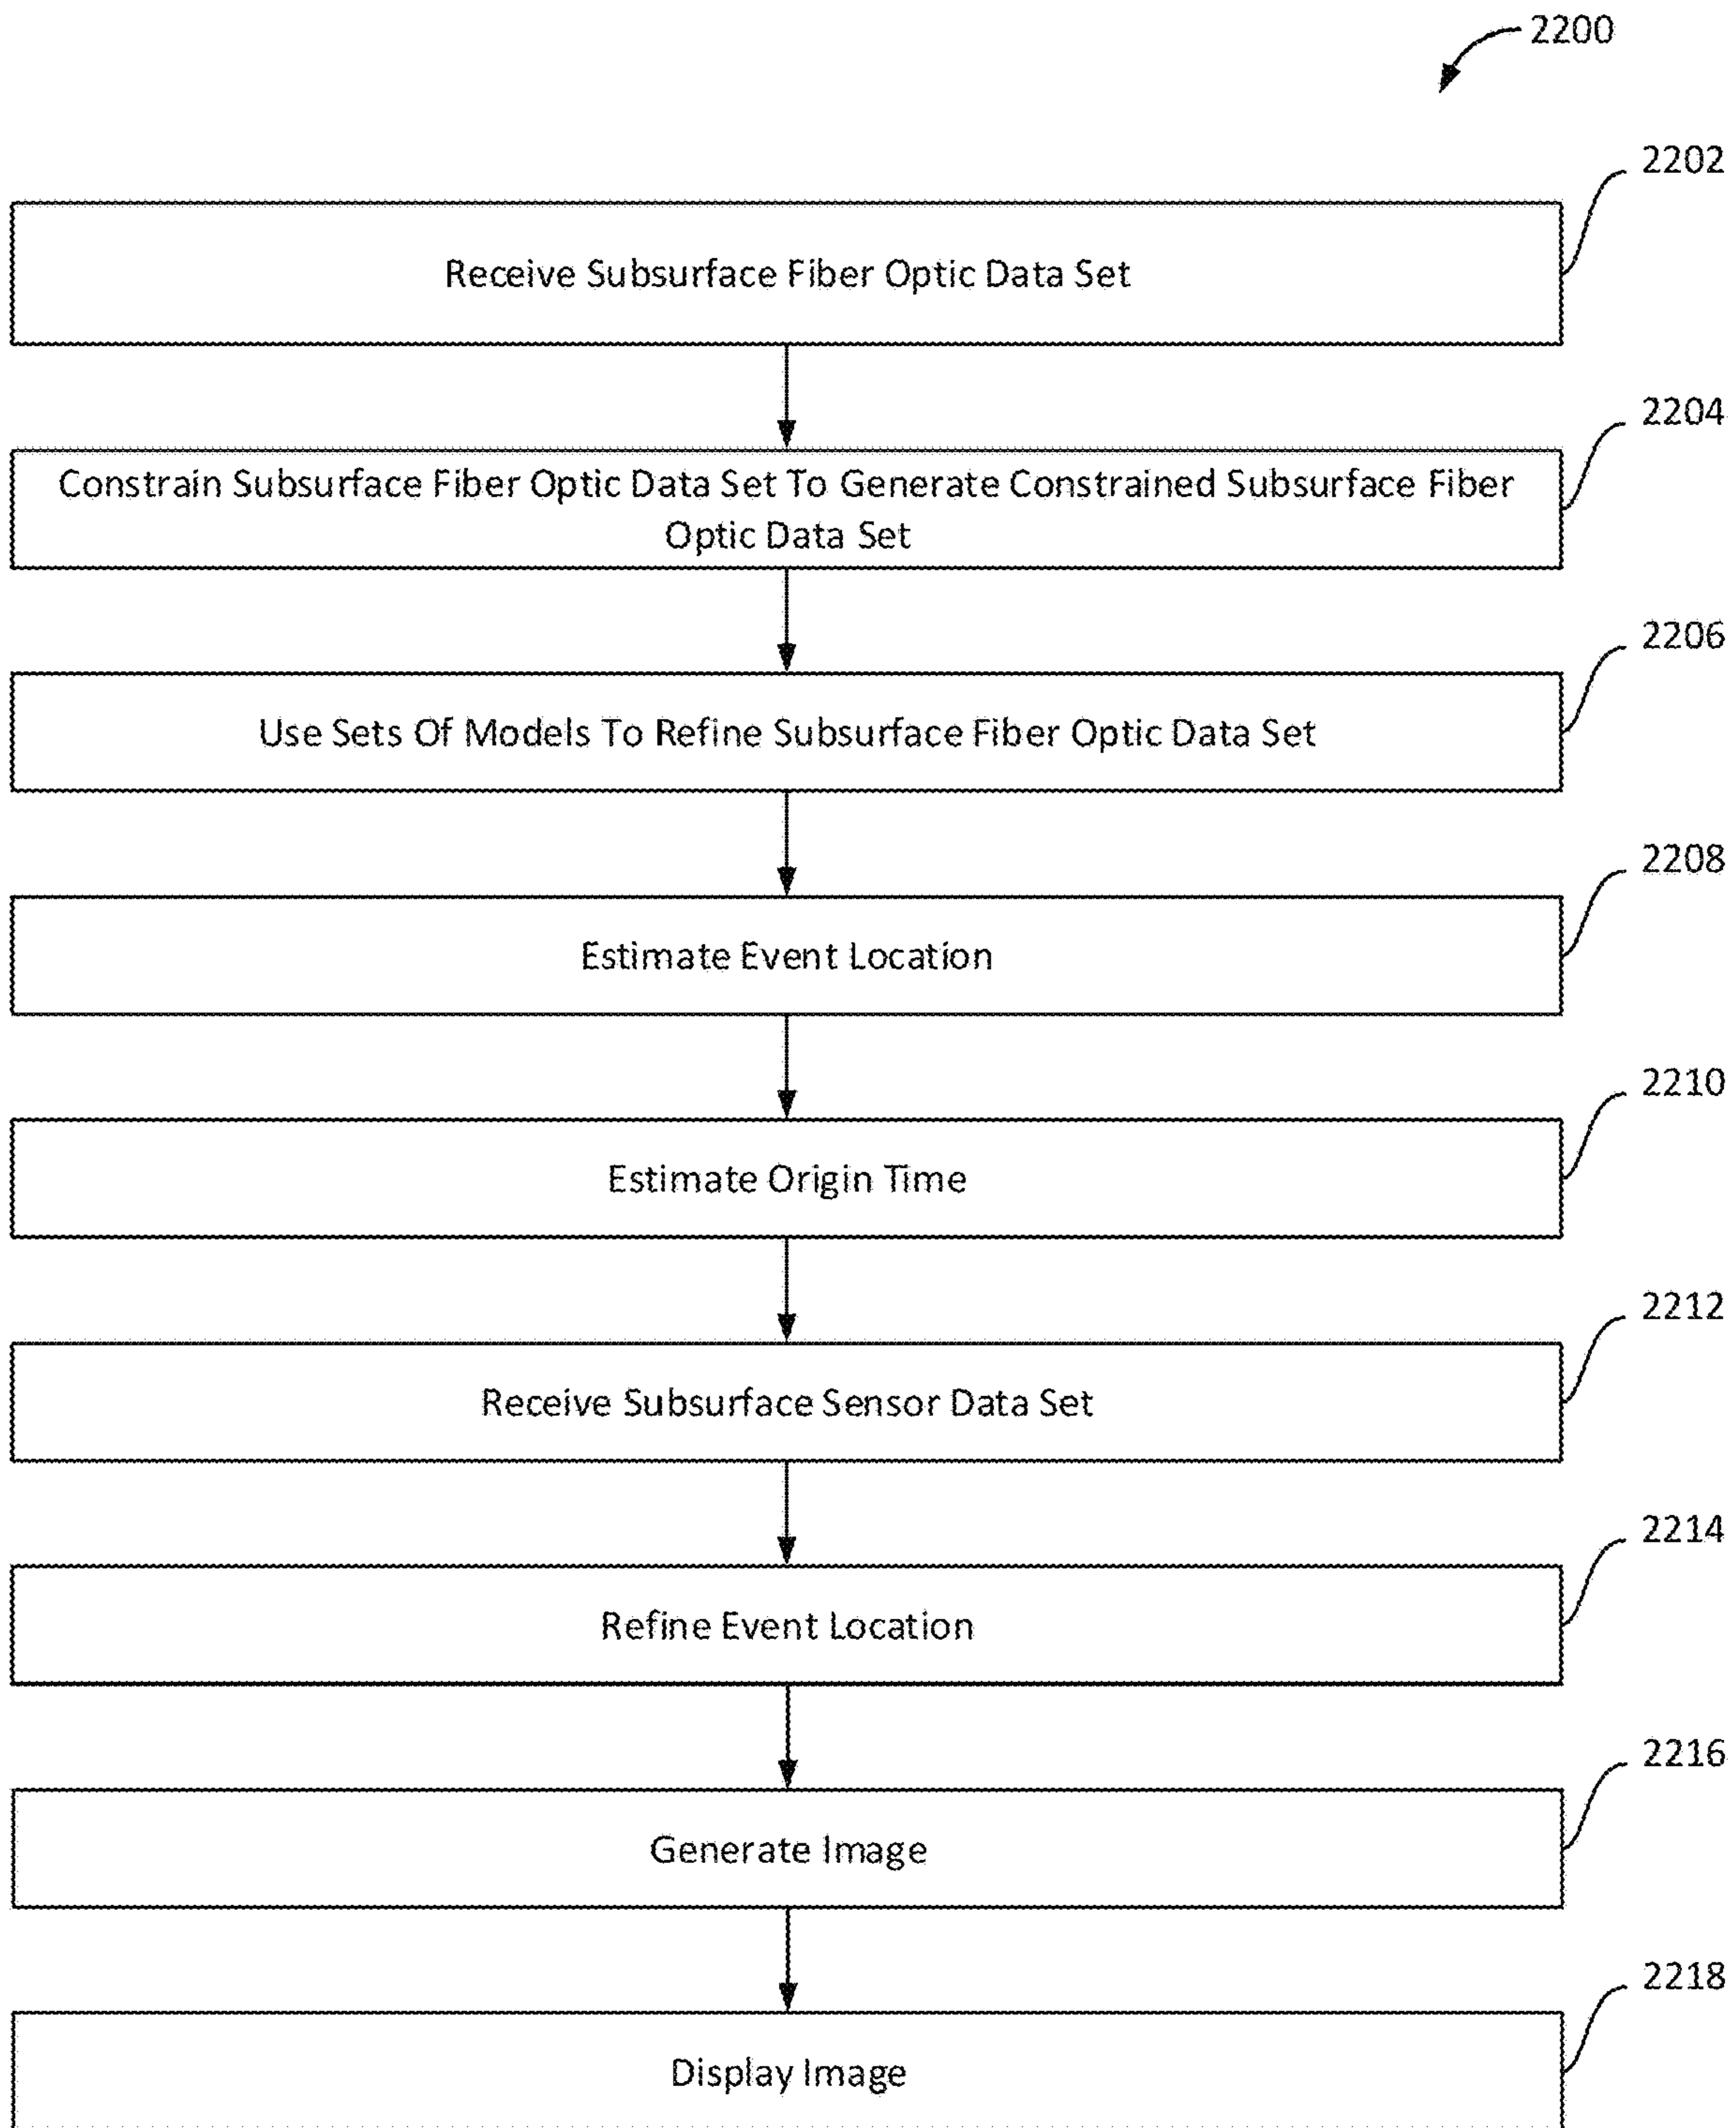 2200
2202
Receive Subsurface Fiber Optic Data Set
2204
Constrain Subsurface Fiber Optic Data Set To Generate Constrained Subsurface Fiber
Optic Data Set
2206
Use Sets Of Models To Refine Subsurface Fiber Optic Data Set
2208
Estimate Event Location
2210
Estimate Origin Time
2212
Receive Subsurface Sensor Data Set
2214
Refine Event Location
2216
Generate Image
2218
Display Image